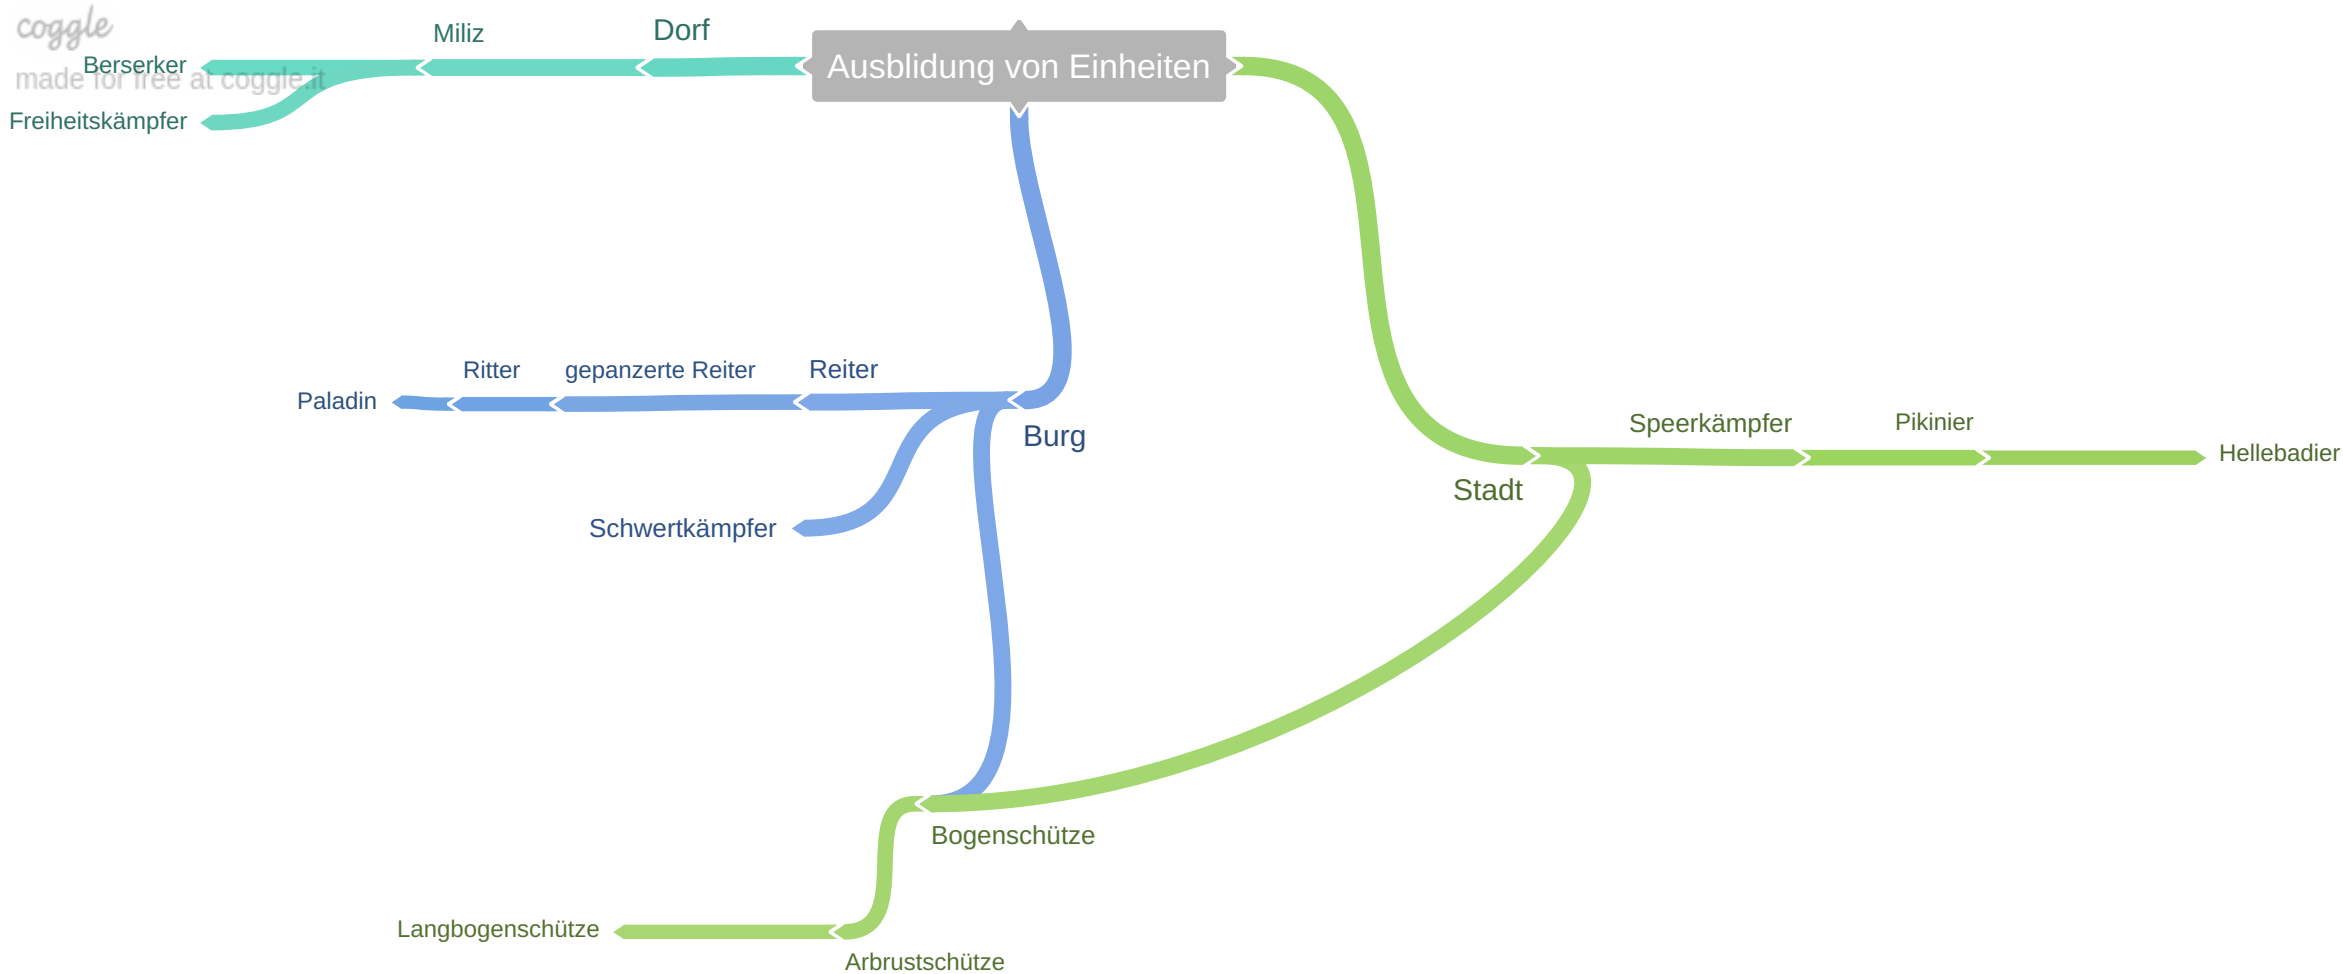 coggle
made for free at coggle.it
Ausblidung von Einheiten
Dorf
Miliz
Berserker
Freiheitskämpfer
Burg
Reiter
gepanzerte Reiter
Ritter
Paladin
Schwertkämpfer
Stadt
Speerkämpfer
Pikinier
Hellebadier
Bogenschütze
Arbrustschütze
Langbogenschütze